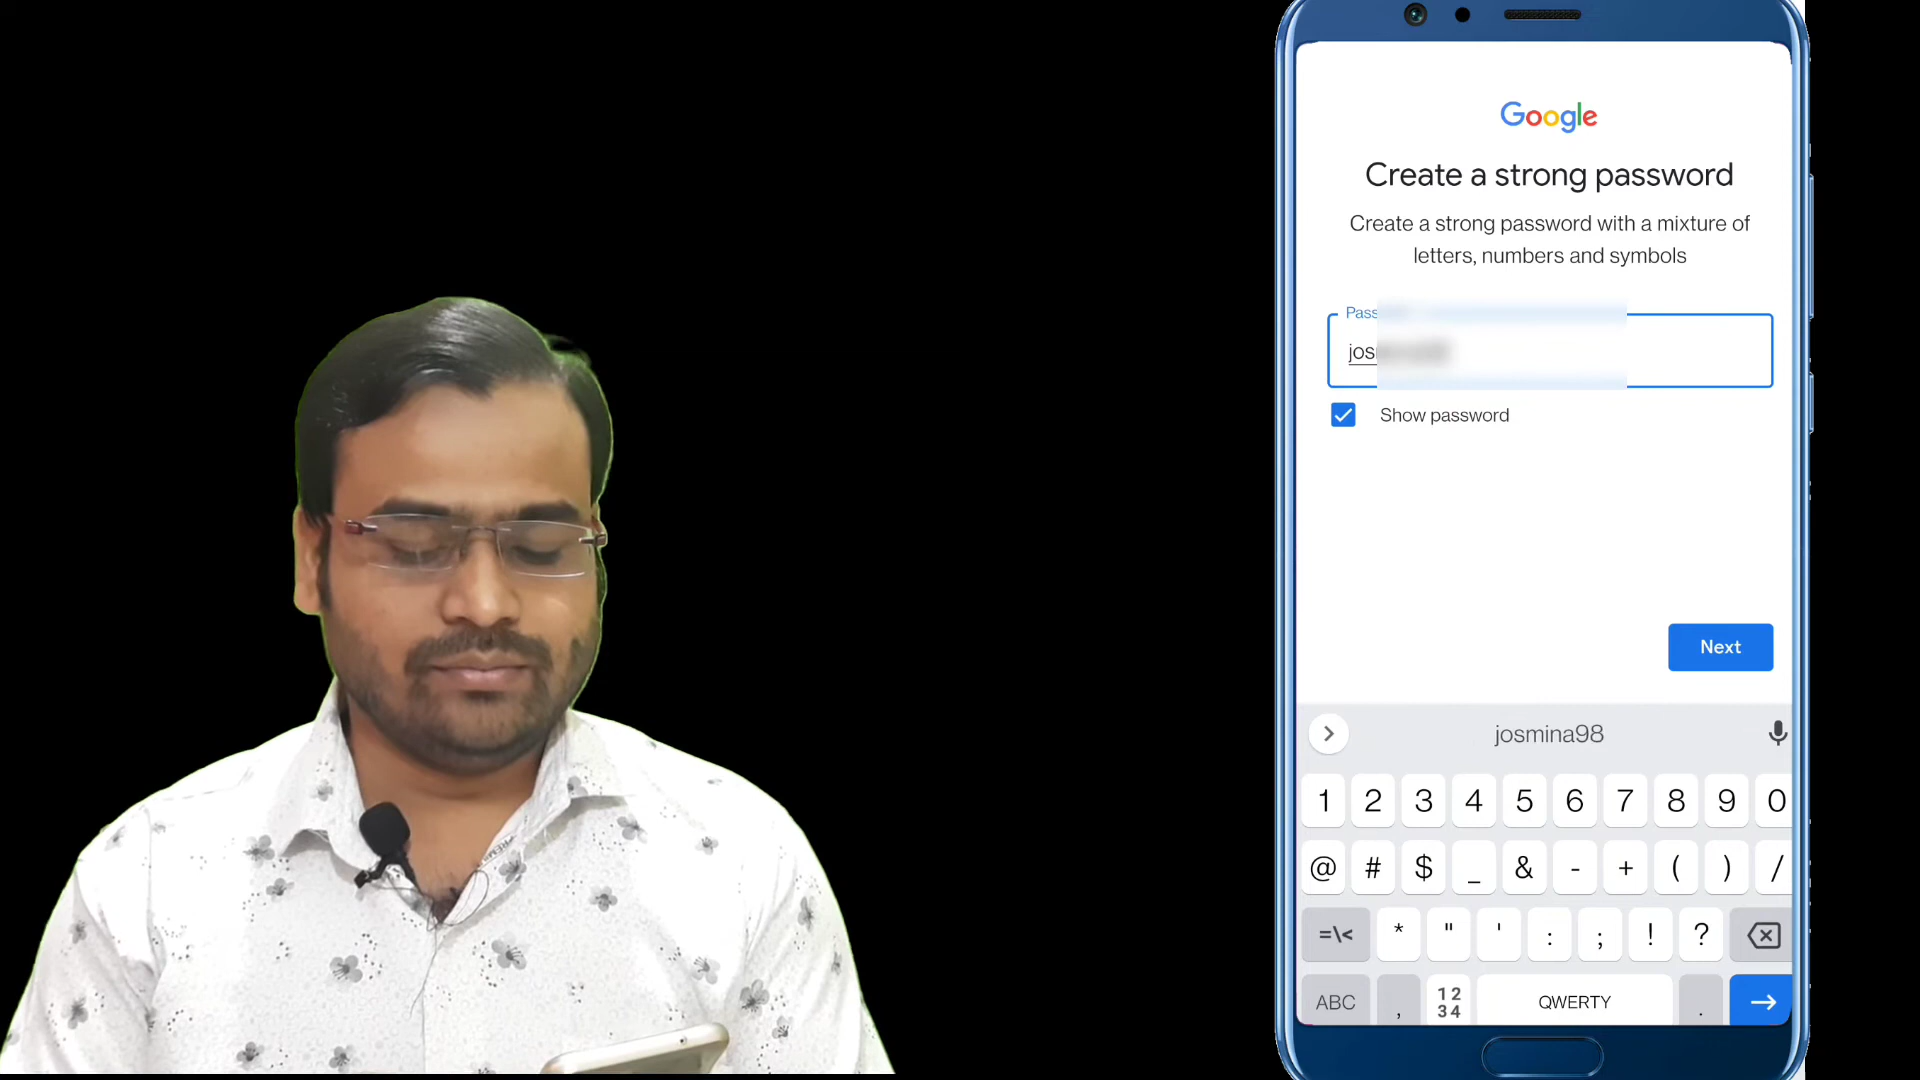 Google
Create a strong password
Create a strong password with a mixture of
letters, numbers and symbols
Pass
jos
Show password
Next
josmina98
1 2 3 4 5 6 7 8 9 0
@ # $ _ & - + ( ) /
=\< * " ' : ; ! ?
ABC , 12 34 QWERTY .